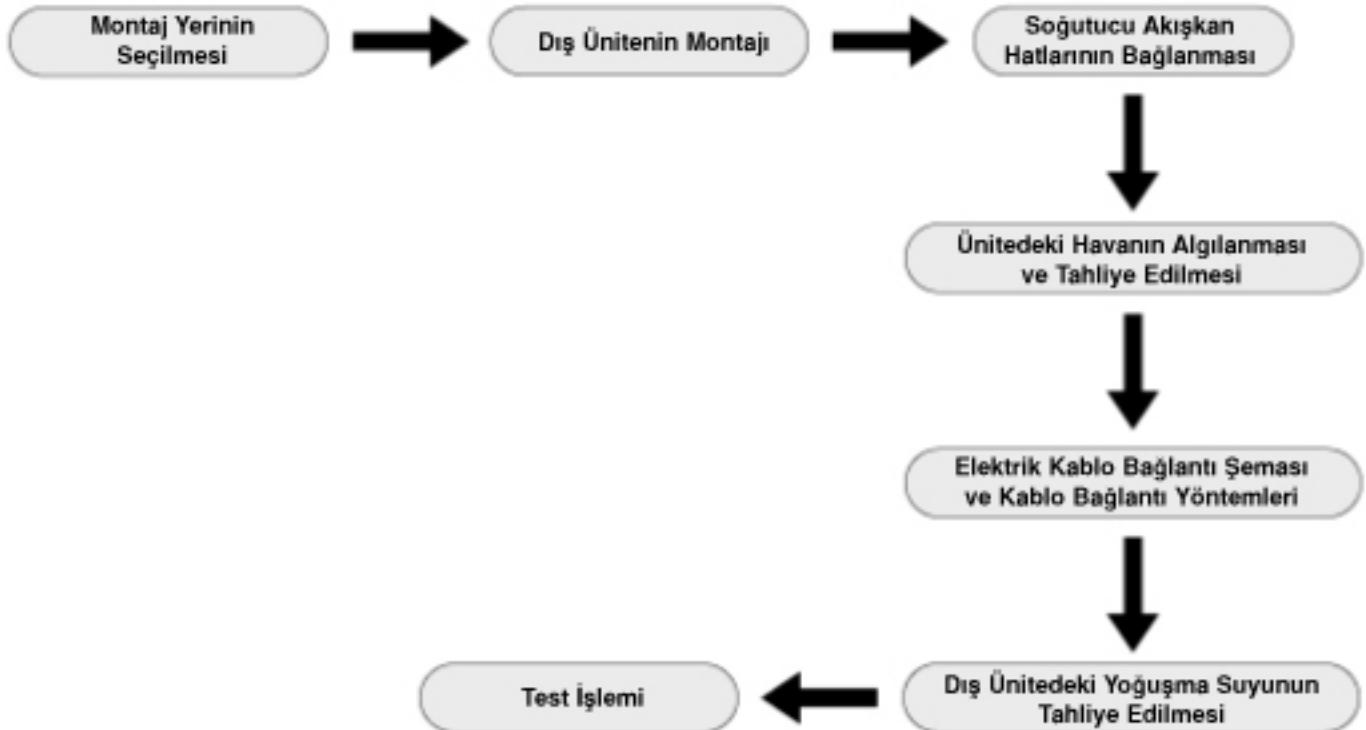 Montaj Yerinin
Seçilmesi
Dış Ünitenin Montajı
Soğutucu Akışkan
Hatlarının Bağlanması
Ünitedeki Havanın Algılanması
ve Tahliye Edilmesi
Elektrik Kablo Bağlantı Şeması
ve Kablo Bağlantı Yöntemleri
Dış Ünitedeki Yoğuşma Suyunun
Tahliye Edilmesi
Test İşlemi